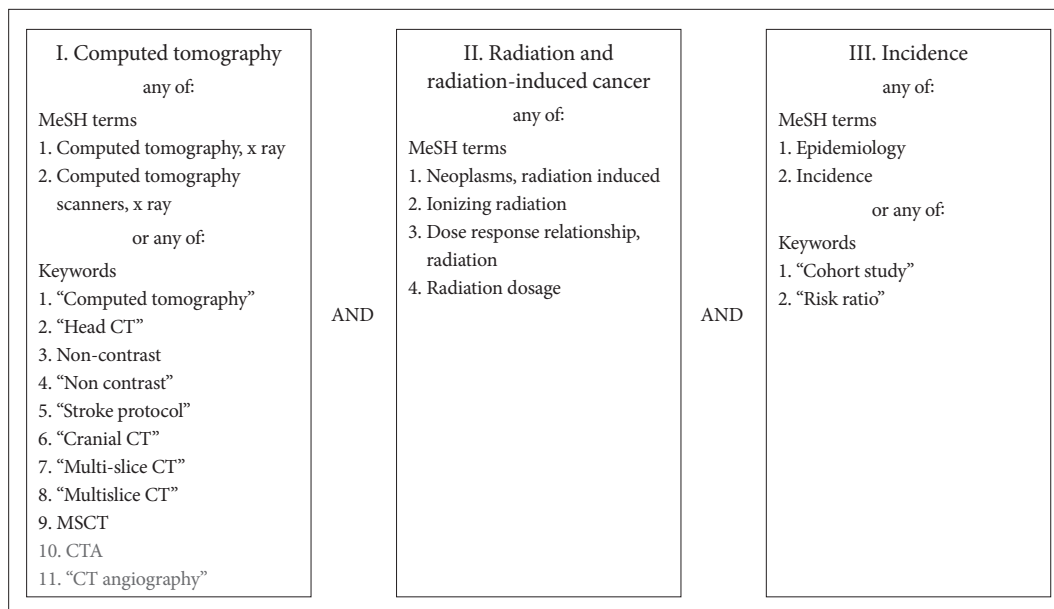 I. Computed tomography
any of:
MeSH terms
1. Computed tomography, x ray
2. Computed tomography
scanners, x ray
or any of:
Keywords
1. “Computed tomography”
2. “Head CT”
3. Non-contrast
4. “Non contrast”
5. “Stroke protocol”
6. “Cranial CT”
7. “Multi-slice CT”
8. “Multislice CT”
9. MSCT
10. CTA
11. “CT angiography”
AND
II. Radiation and
radiation-induced cancer
any of:
MeSH terms
1. Neoplasms, radiation induced
2. Ionizing radiation
3. Dose response relationship,
radiation
4. Radiation dosage
AND
III. Incidence
any of:
MeSH terms
1. Epidemiology
2. Incidence
or any of:
Keywords
1. “Cohort study”
2. “Risk ratio”